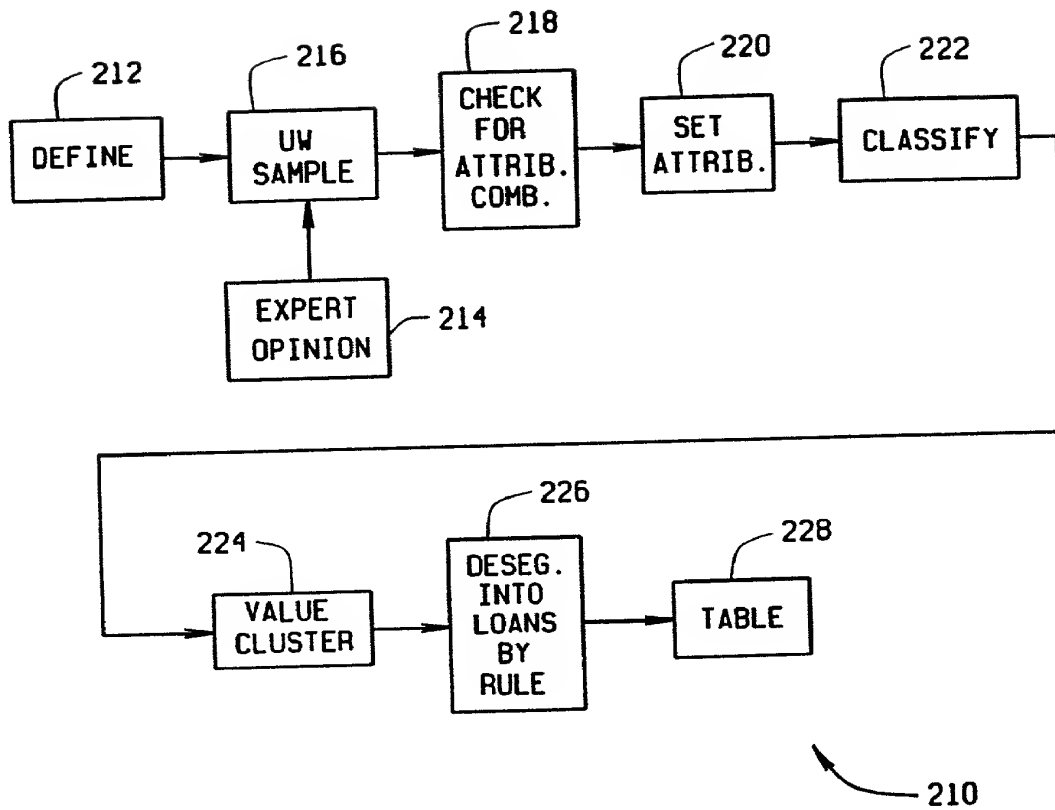 212
DEFINE
216
UW
SAMPLE
EXPERT
OPINION
214
218
CHECK
FOR
ATTRIB.
COMB.
220
SET
ATTRIB.
222
CLASSIFY
224
VALUE
CLUSTER
226
DESEG.
INTO
LOANS
BY
RULE
228
TABLE
210